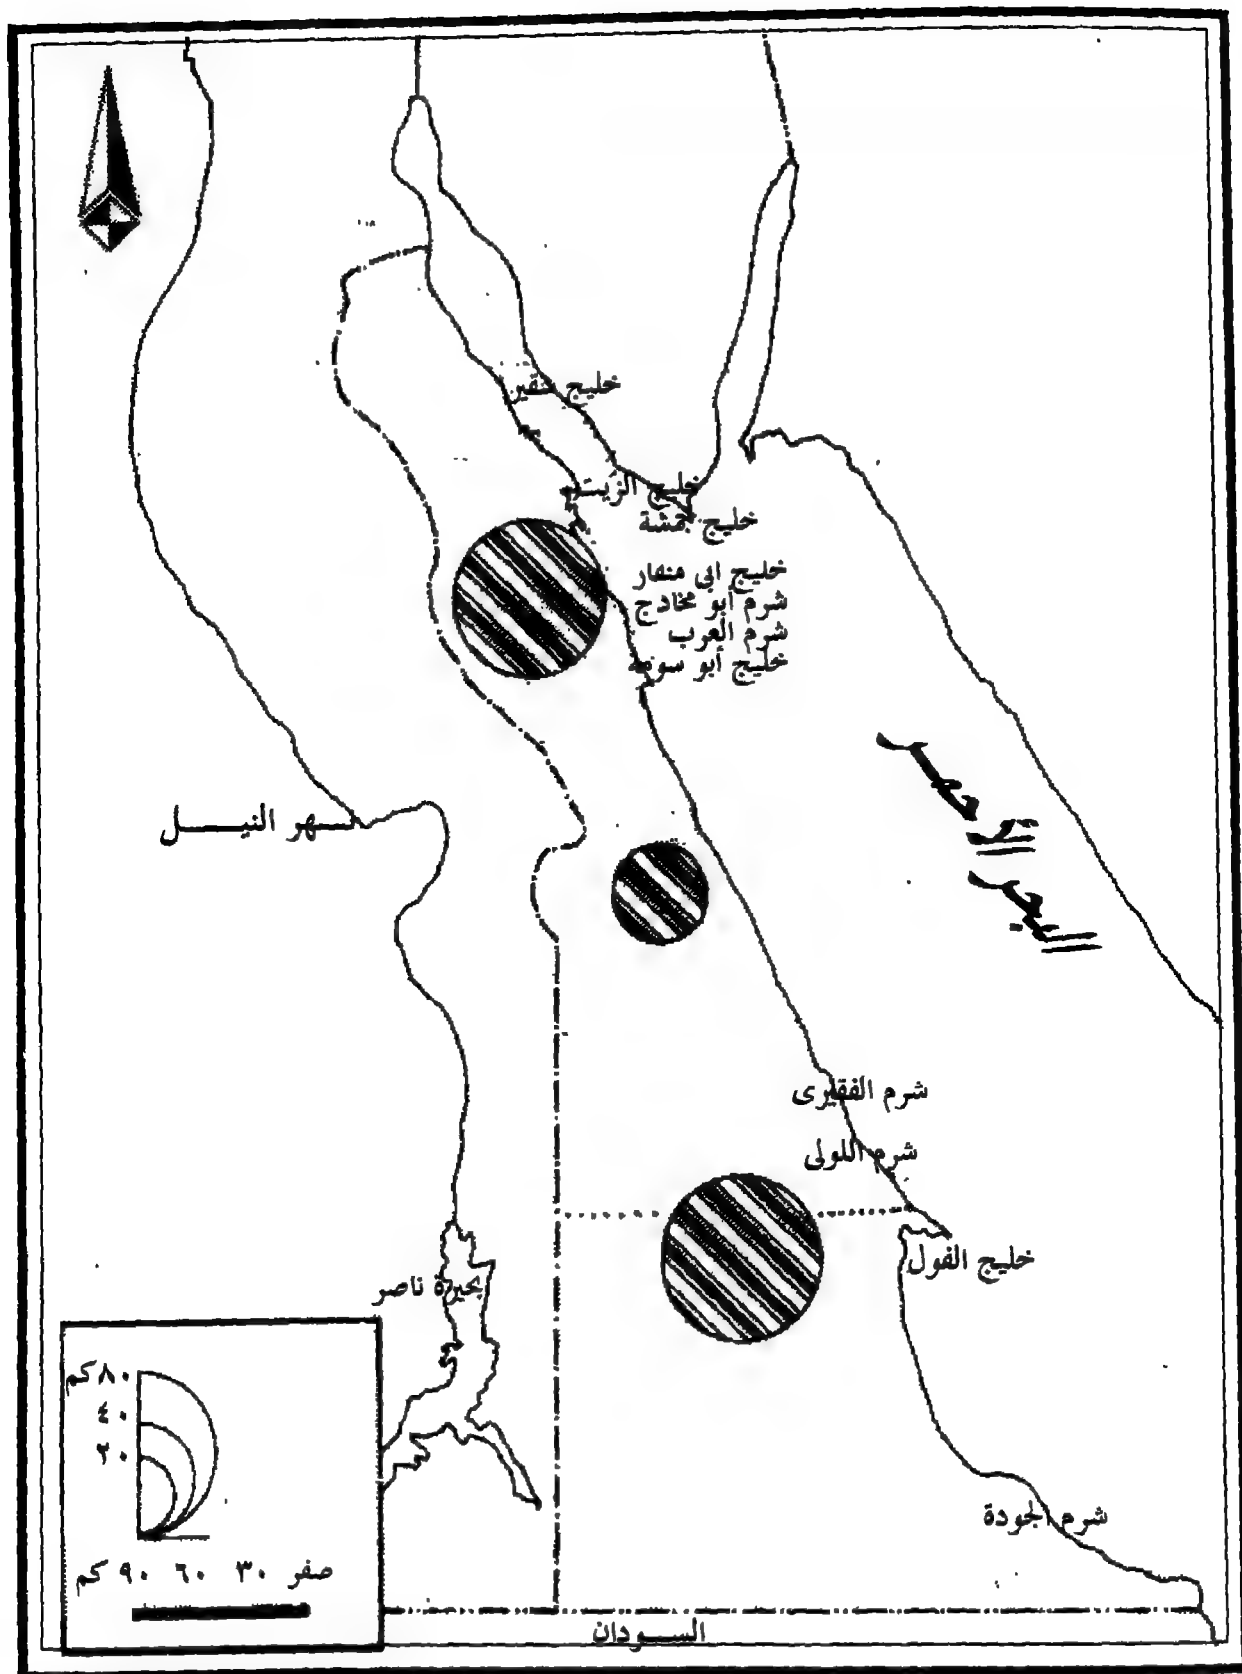 خليج الزيت
خليج جمشة
خليج ابى منقار
شرم أبو مخادج
شرم العرب
خليج أبو سومة
البحر الأحمر
نهر النيل
شرم الفقيرى
شرم اللولى
خليج الفول
بحيرة ناصر
٨٠ كم
٤٠
٢٠
صفر ٣٠ ٦٠ ٩٠ كم
شرم الجودة
السودان